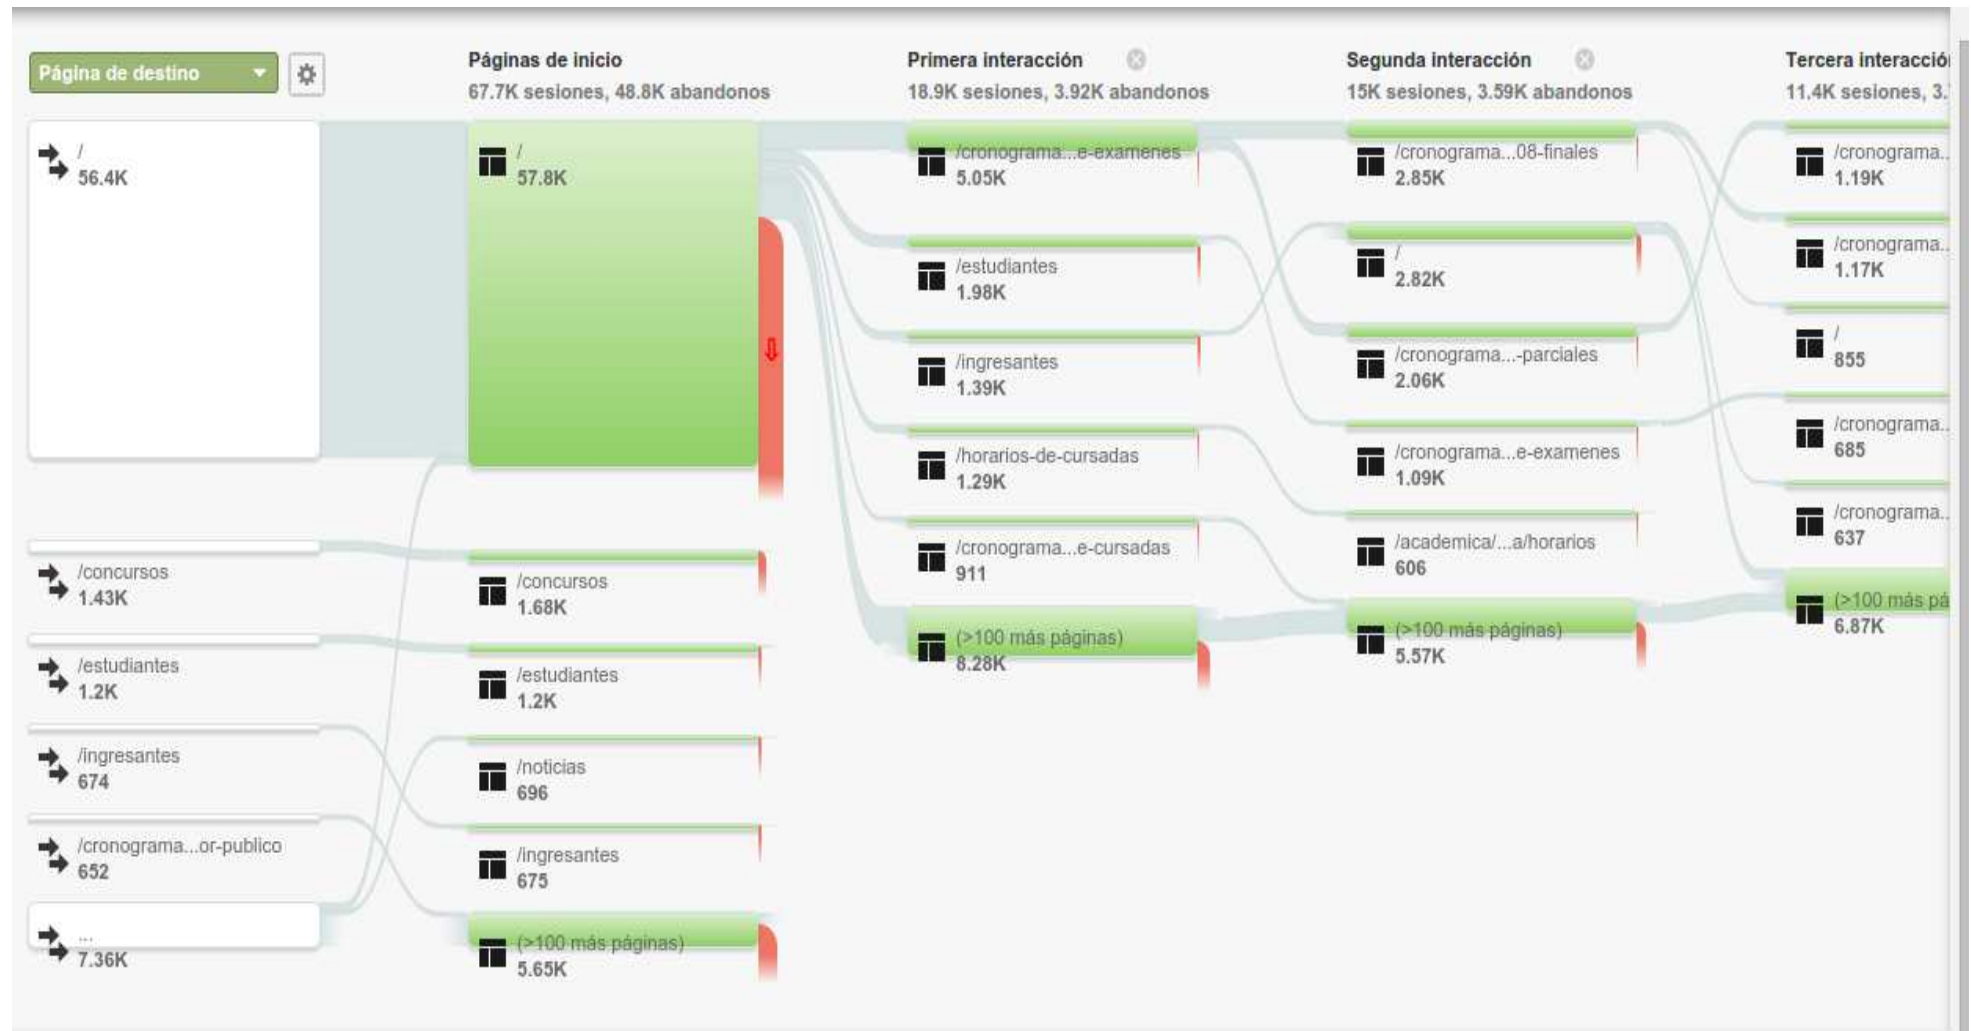 Página de destino
/
56.4K
/concursos
1.43K
/estudiantes
1.2K
/ingresantes
674
/cronograma...or-publico
652
...
7.36K
Páginas de inicio
67.7K sesiones, 48.8K abandonos
/
57.8K
/concursos
1.68K
/estudiantes
1.2K
/noticias
696
/ingresantes
675
(>100 más páginas)
5.65K
Primera interacción
18.9K sesiones, 3.92K abandonos
/cronograma...e-examenes
5.05K
/estudiantes
1.98K
/ingresantes
1.39K
/horarios-de-cursadas
1.29K
/cronograma...e-cursadas
911
(>100 más páginas)
8.28K
Segunda interacción
15K sesiones, 3.59K abandonos
/cronograma...08-finales
2.85K
/
2.82K
/cronograma...-parciales
2.06K
/cronograma...e-examenes
1.09K
/academica/...a/horarios
606
(>100 más páginas)
5.57K
Tercera interacció
11.4K sesiones, 3.
/cronograma..
1.19K
/cronograma..
1.17K
/
855
/cronograma..
685
/cronograma..
637
(>100 más pá
6.87K